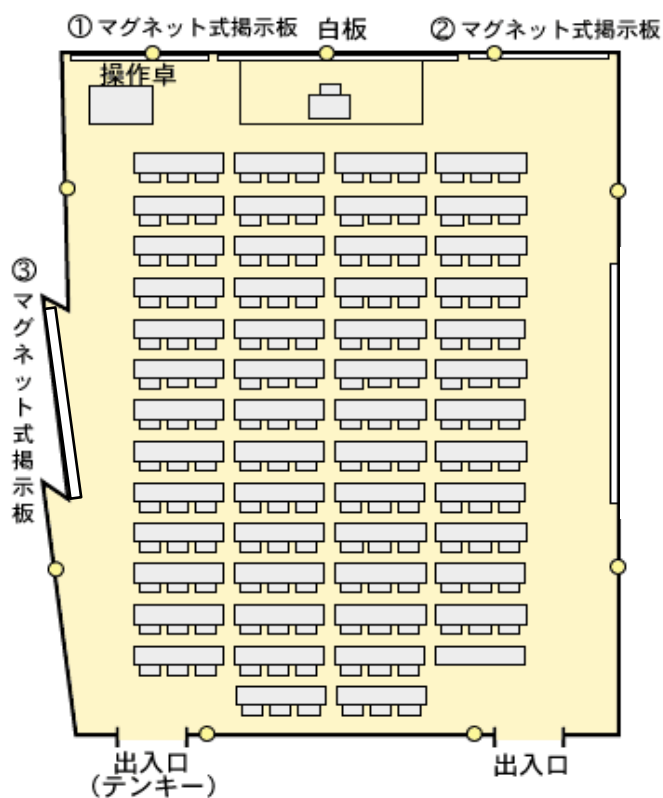 ①マグネット式掲示板
白板
②マグネット式掲示板
操作卓
③マグネット式掲示板
出入口
（テンキー）
出入口